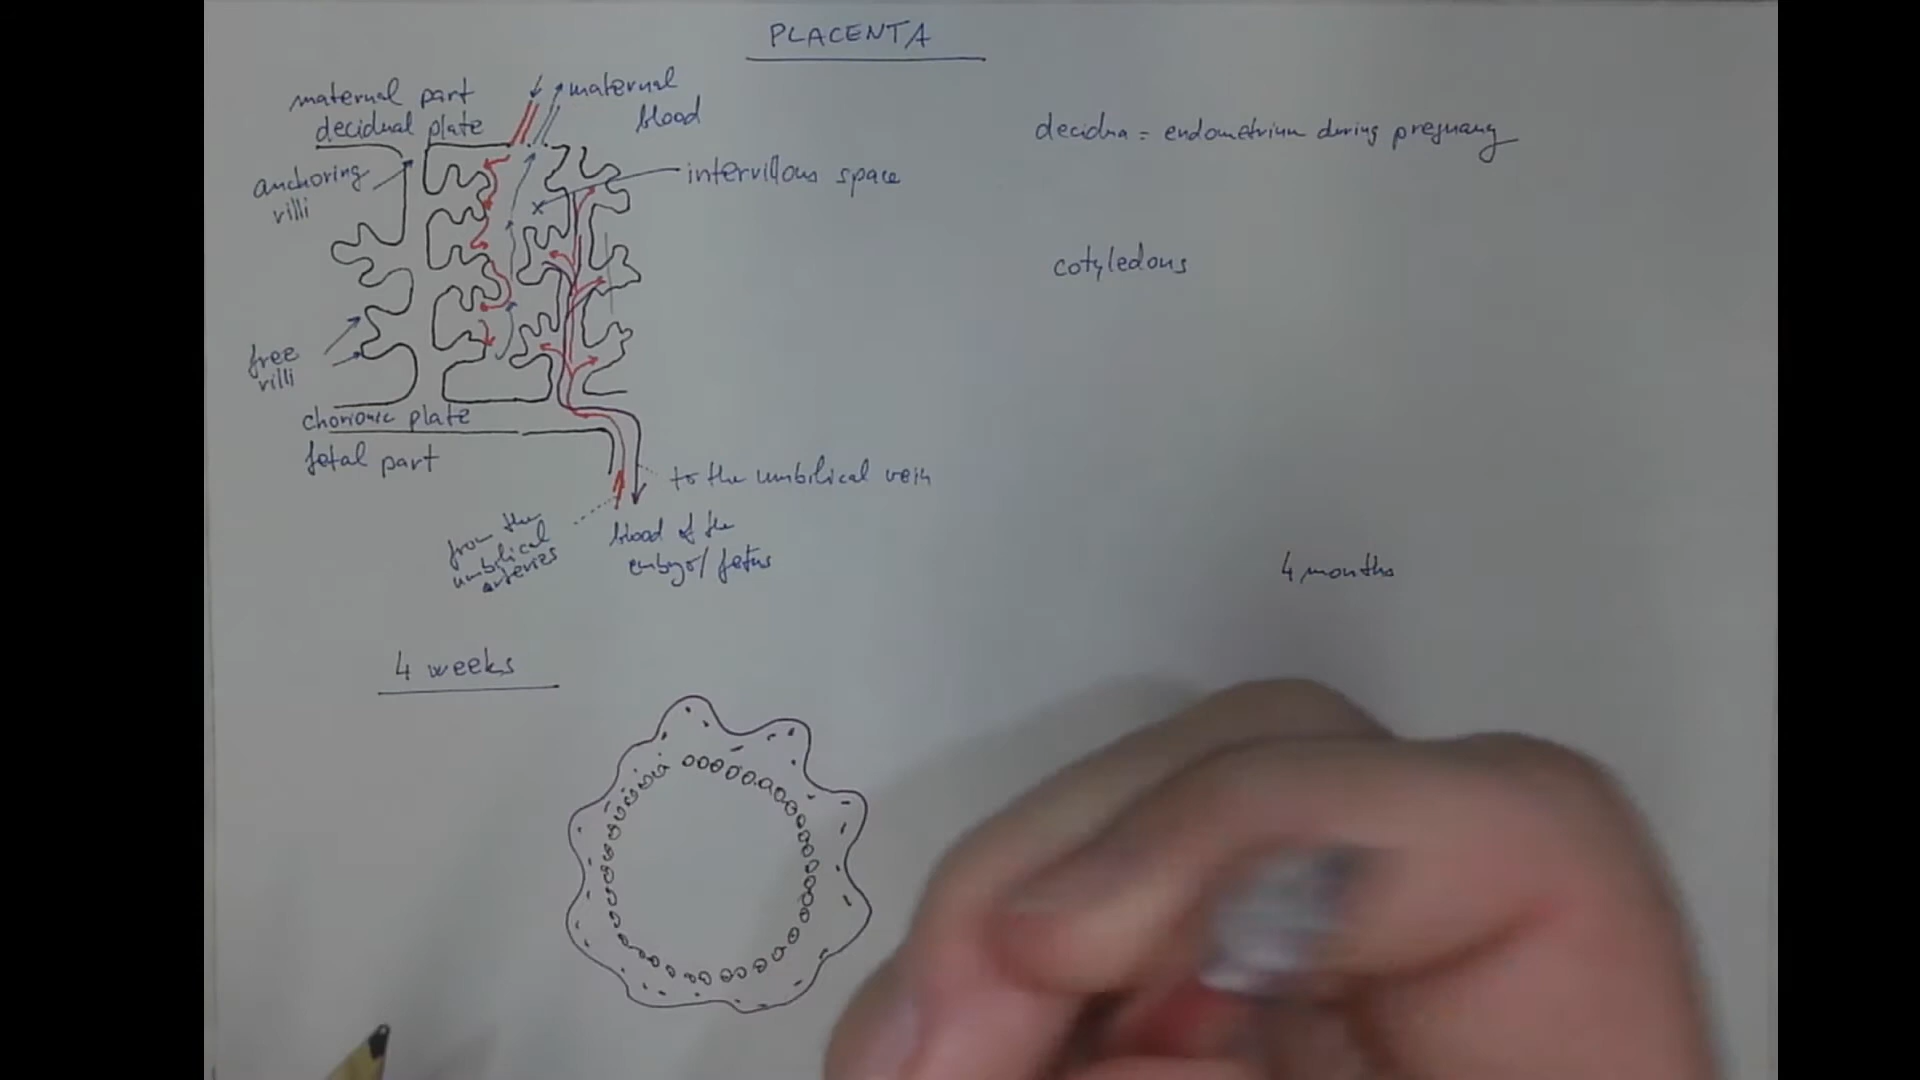 PLACENTA
maternal part
decidual plate
maternal
blood
anchoring
villi
intervillous space
free
villi
chorionic plate
fetal part
to the umbilical vein
from the
umbilical
arteries
blood of the
embryo/fetus
decidua = endometrium during pregnancy
cotyledons
4 months
4 weeks